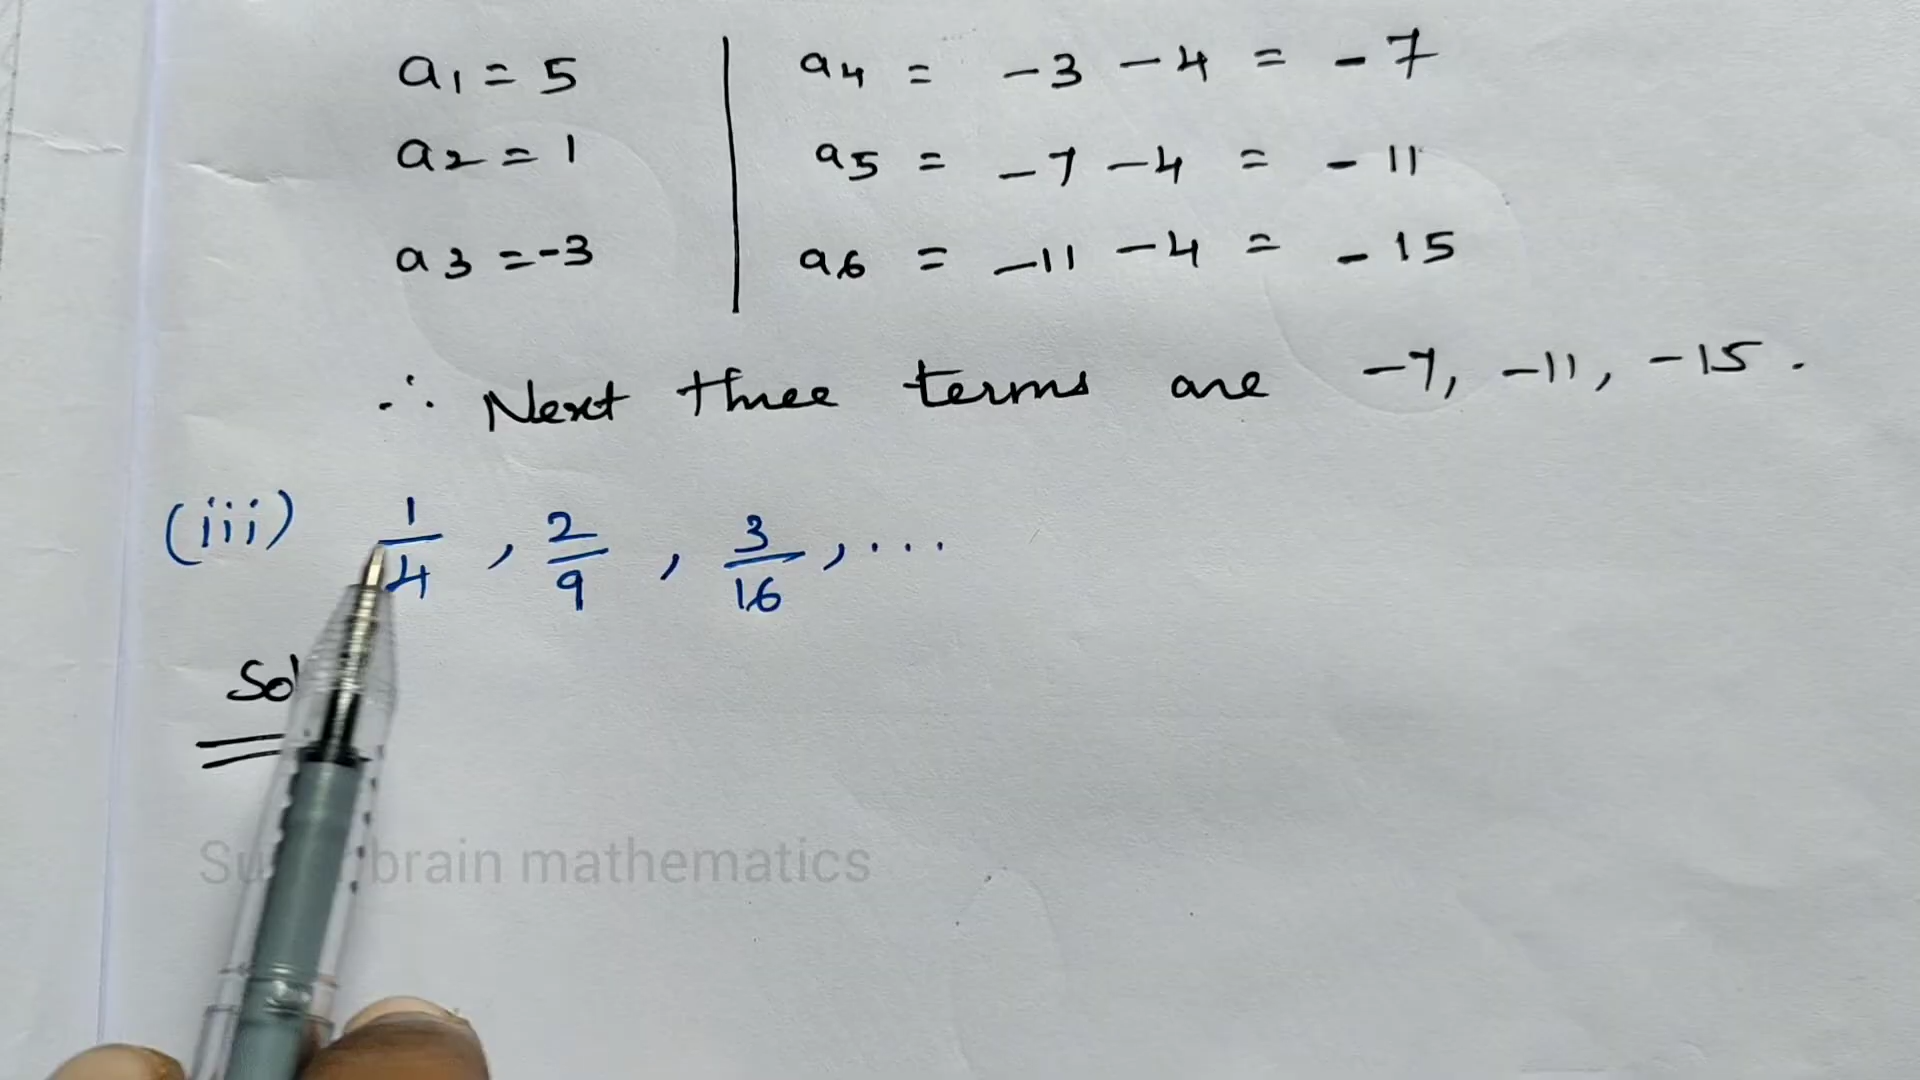 a1 = 5
a4 = -3 - 4 = -7
a2 = 1
a5 = -7 - 4 = -11
a3 = -3
a6 = -11 - 4 = -15
∴ Next three terms are -7, -11, -15.
(iii) 1/4, 2/9, 3/16, ...
brain mathematics